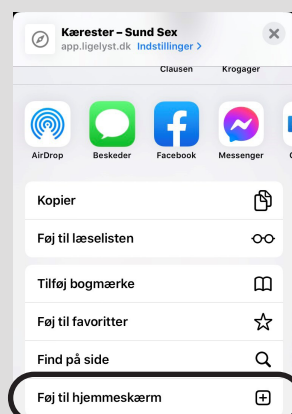 Kærester – Sund Sex
app.ligelyst.dk Indstillinger >
Clausen Krogager
AirDrop Beskeder Facebook Messenger
Kopier
Føj til læselisten
Tilføj bogmærke
Føj til favoritter
Find på side
Føj til hjemmeskærm